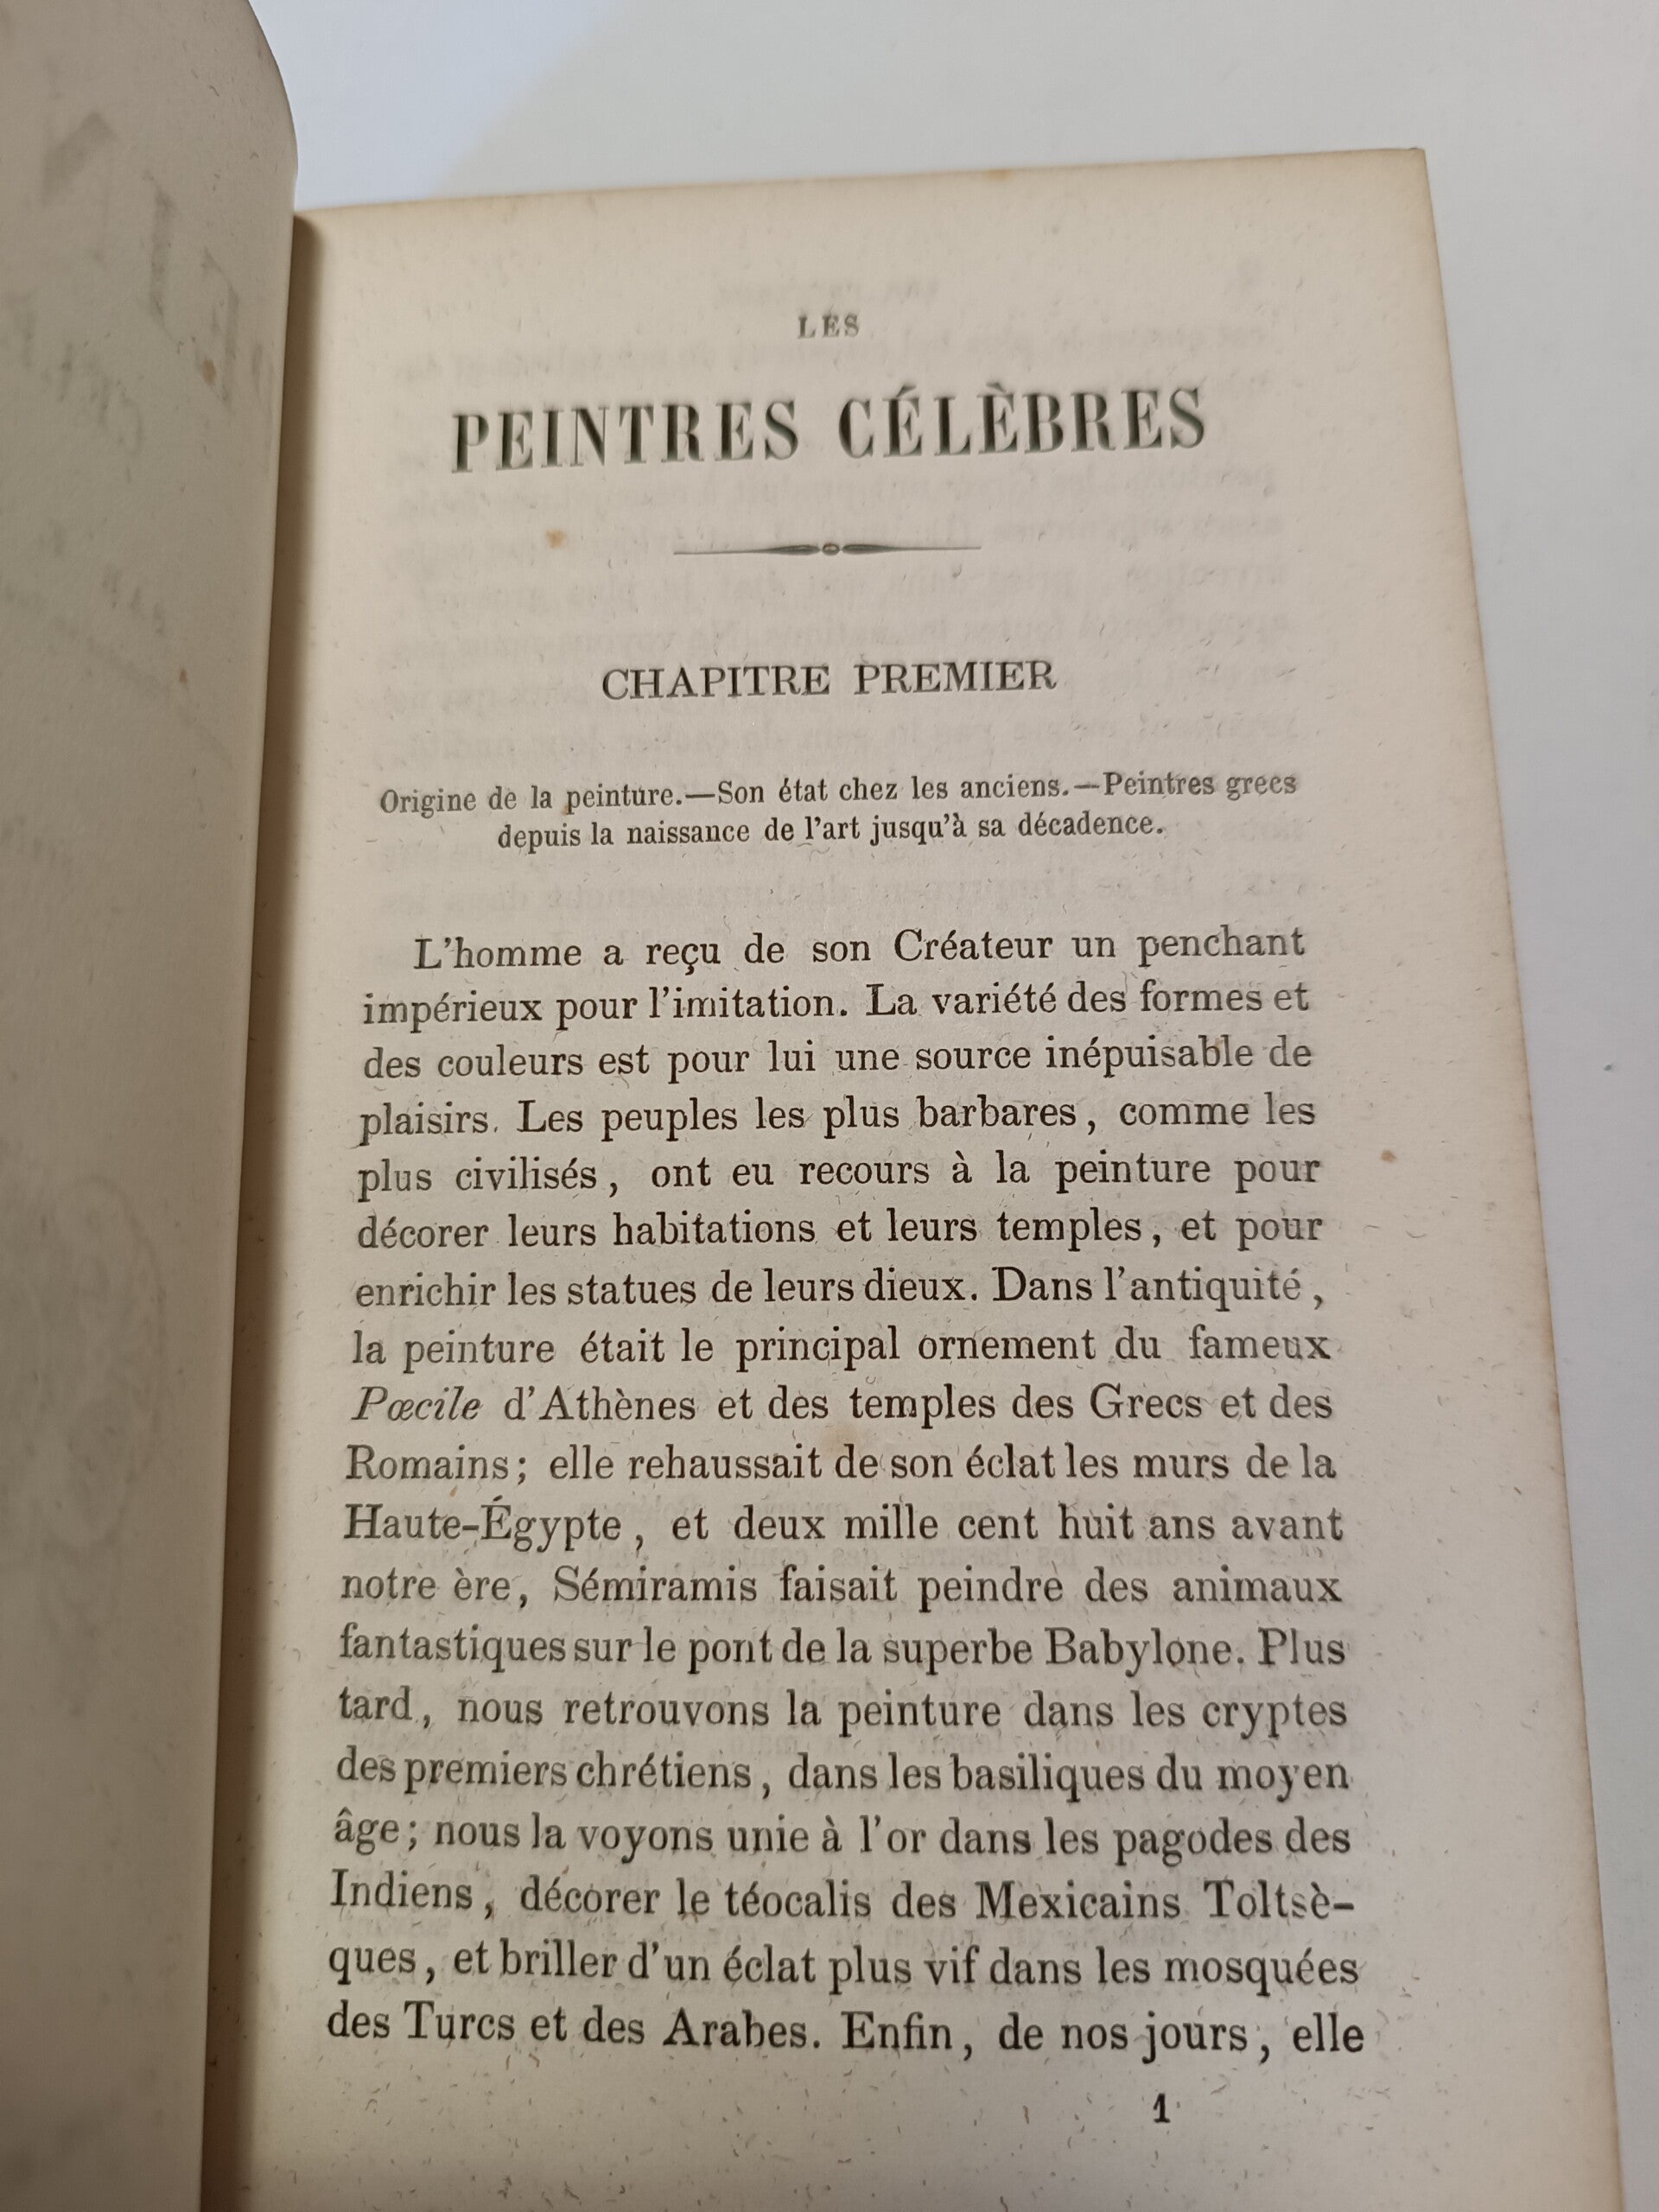 LES
PEINTRES CÉLÈBRES
CHAPITRE PREMIER
Origine de la peinture.—Son état chez les anciens.—Peintres grecs
depuis la naissance de l'art jusqu'à sa décadence.
L'homme a reçu de son Créateur un penchant
impérieux pour l'imitation. La variété des formes et
des couleurs est pour lui une source inépuisable de
plaisirs. Les peuples les plus barbares, comme les
plus civilisés, ont eu recours à la peinture pour
décorer leurs habitations et leurs temples, et pour
enrichir les statues de leurs dieux. Dans l'antiquité,
la peinture était le principal ornement du fameux
Pœcile d'Athènes et des temples des Grecs et des
Romains; elle rehaussait de son éclat les murs de la
Haute-Égypte, et deux mille cent huit ans avant
notre ère, Sémiramis faisait peindre des animaux
fantastiques sur le pont de la superbe Babylone. Plus
tard, nous retrouvons la peinture dans les cryptes
des premiers chrétiens, dans les basiliques du moyen
âge; nous la voyons unie à l'or dans les pagodes des
Indiens, décorer le téocalis des Mexicains Toltsè-
ques, et briller d'un éclat plus vif dans les mosquées
des Turcs et des Arabes. Enfin, de nos jours, elle
1